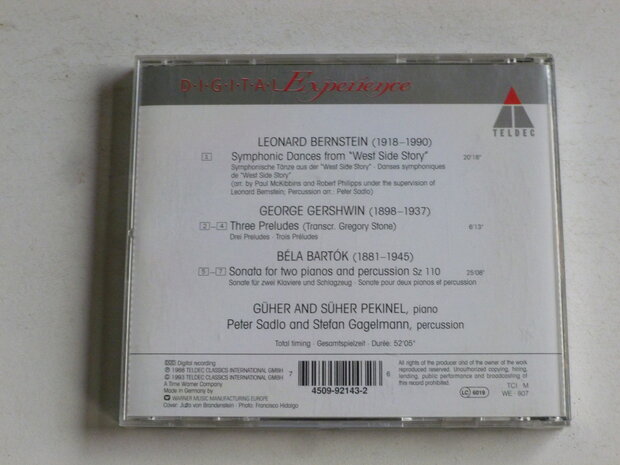 D·I·G·I·T·A·L Experience
TELDEC
LEONARD BERNSTEIN (1918–1990)
1 Symphonic Dances from "West Side Story" 20'18"
Symphonische Tänze aus der "West Side Story" · Danses symphoniques
de "West Side Story"
(arr. by Paul McKibbins and Robert Philipps under the supervision of
Leonard Bernstein; Percussion arr.: Peter Sadlo)
GEORGE GERSHWIN (1898–1937)
2–4 Three Preludes (Transcr. Gregory Stone) 6'13"
Drei Preludes · Trois Préludes
BÉLA BARTÓK (1881–1945)
5–7 Sonata for two pianos and percussion Sz 110 25'08"
Sonate für zwei Klaviere und Schlagzeug · Sonate pour deux pianos et percussion
GÜHER AND SÜHER PEKINEL, piano
Peter Sadlo and Stefan Gagelmann, percussion
Total timing · Gesamtspielzeit · Durée: 52'05"
DDD Digital recording
℗ 1988 TELDEC CLASSICS INTERNATIONAL GMBH
© 1993 TELDEC CLASSICS INTERNATIONAL GMBH
A Time Warner Company
Made in Germany by
WARNER MUSIC MANUFACTURING EUROPE
Cover: Jutta von Brandenstein · Photo: Francisco Hidalgo
7 6
4509-92143-2
All rights of the producer and of the owner of the work
reproduced reserved. Unauthorized copying, hiring,
lending, public performance and broadcasting of
this record prohibited.
LC 6019
TCI M
WE · 807